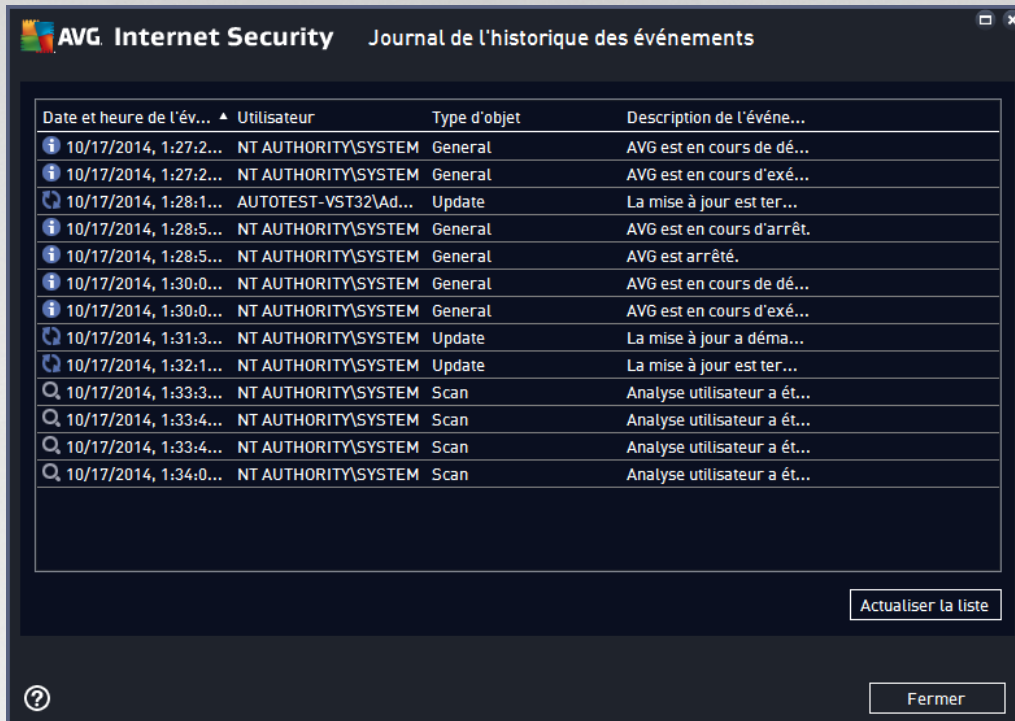 AVG. Internet Security Journal de l'historique des événements
Date et heure de l'év... Utilisateur Type d'objet Description de l'événe...
10/17/2014, 1:27:2... NT AUTHORITY\SYSTEM General AVG est en cours de dé...
10/17/2014, 1:27:2... NT AUTHORITY\SYSTEM General AVG est en cours d'exé...
10/17/2014, 1:28:1... AUTOTEST-VST32\Ad... Update La mise à jour est ter...
10/17/2014, 1:28:5... NT AUTHORITY\SYSTEM General AVG est en cours d'arrêt.
10/17/2014, 1:28:5... NT AUTHORITY\SYSTEM General AVG est arrêté.
10/17/2014, 1:30:0... NT AUTHORITY\SYSTEM General AVG est en cours de dé...
10/17/2014, 1:30:0... NT AUTHORITY\SYSTEM General AVG est en cours d'exé...
10/17/2014, 1:31:3... NT AUTHORITY\SYSTEM Update La mise à jour a déma...
10/17/2014, 1:32:1... NT AUTHORITY\SYSTEM Update La mise à jour est ter...
10/17/2014, 1:33:3... NT AUTHORITY\SYSTEM Scan Analyse utilisateur a ét...
10/17/2014, 1:33:4... NT AUTHORITY\SYSTEM Scan Analyse utilisateur a ét...
10/17/2014, 1:33:4... NT AUTHORITY\SYSTEM Scan Analyse utilisateur a ét...
10/17/2014, 1:34:0... NT AUTHORITY\SYSTEM Scan Analyse utilisateur a ét...
Actualiser la liste
Fermer